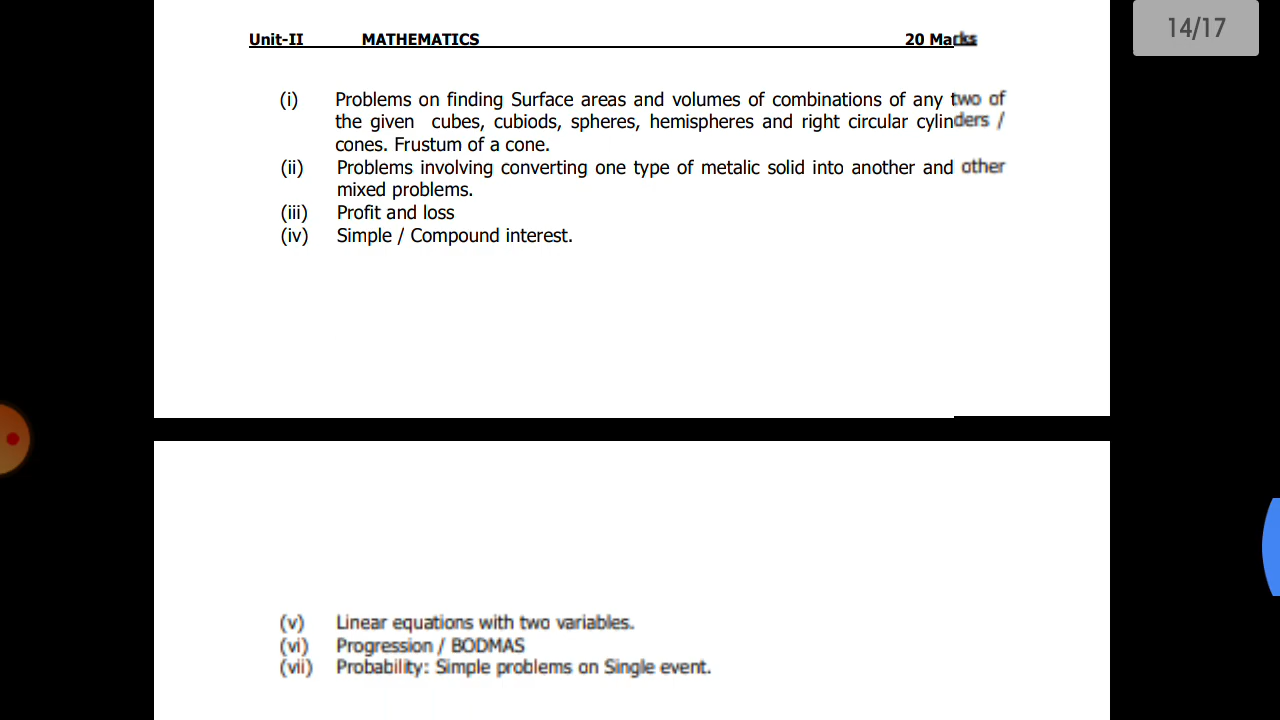 14/17
Unit-II MATHEMATICS 20 Marks
(i) Problems on finding Surface areas and volumes of combinations of any two of
the given cubes, cubiods, spheres, hemispheres and right circular cylinders /
cones. Frustum of a cone.
(ii) Problems involving converting one type of metalic solid into another and other
mixed problems.
(iii) Profit and loss
(iv) Simple / Compound interest.
(v) Linear equations with two variables.
(vi) Progression / BODMAS
(vii) Probability: Simple problems on Single event.